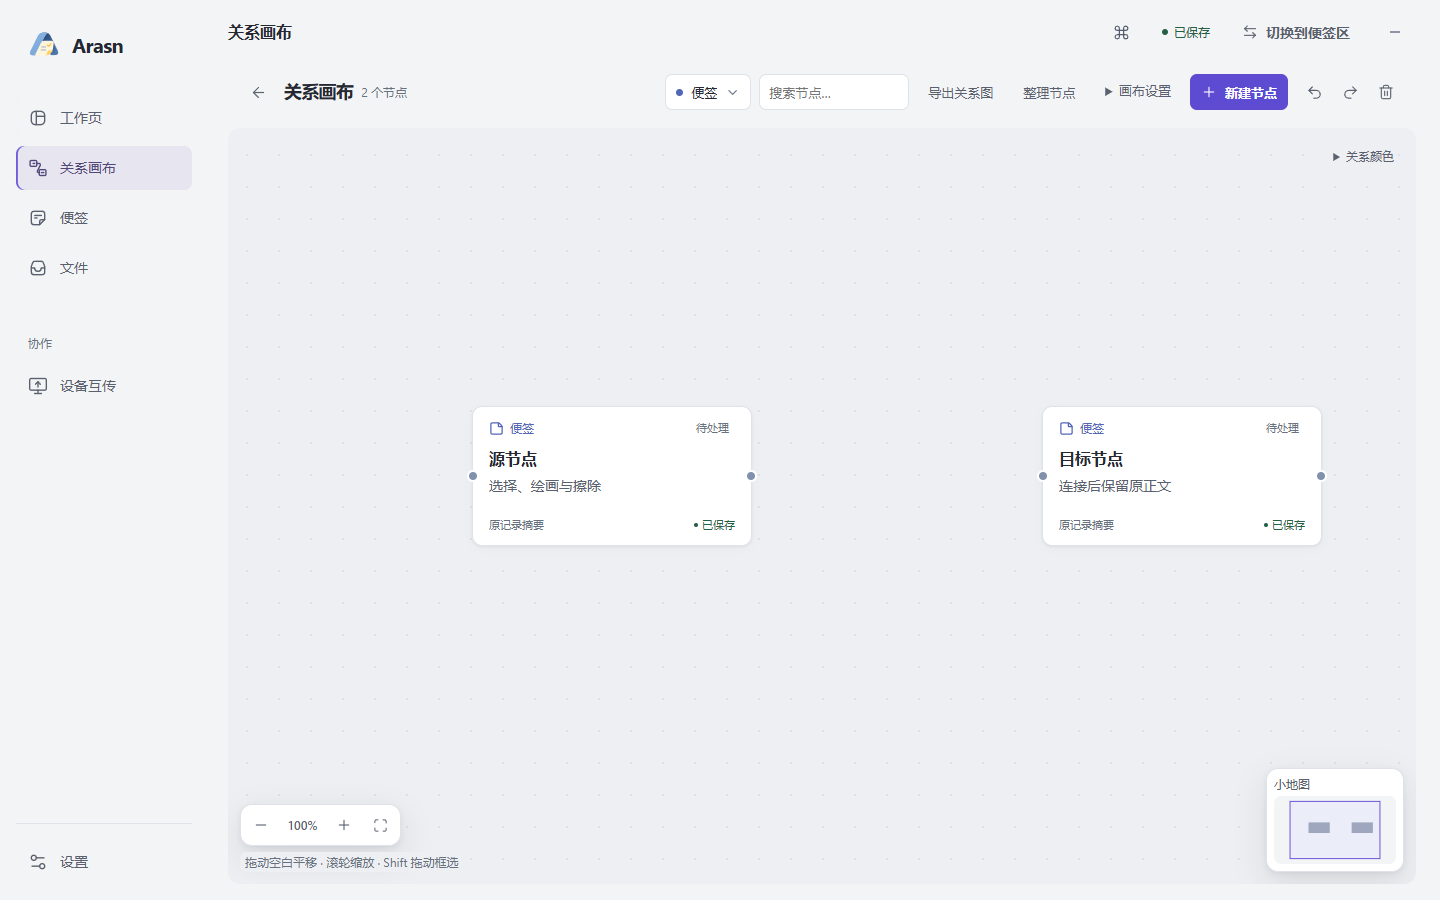 Arasn
工作页
关系画布
便签
文件
协作
设备互传
设置
关系画布
已保存
切换到便签区
关系画布 2 个节点
便签
搜索节点...
导出关系图
整理节点
画布设置
新建节点
关系颜色
便签 待处理
源节点
选择、绘画与擦除
原记录摘要 已保存
便签 待处理
目标节点
连接后保留原正文
原记录摘要 已保存
100%
拖动空白平移 · 滚轮缩放 · Shift 拖动框选
小地图